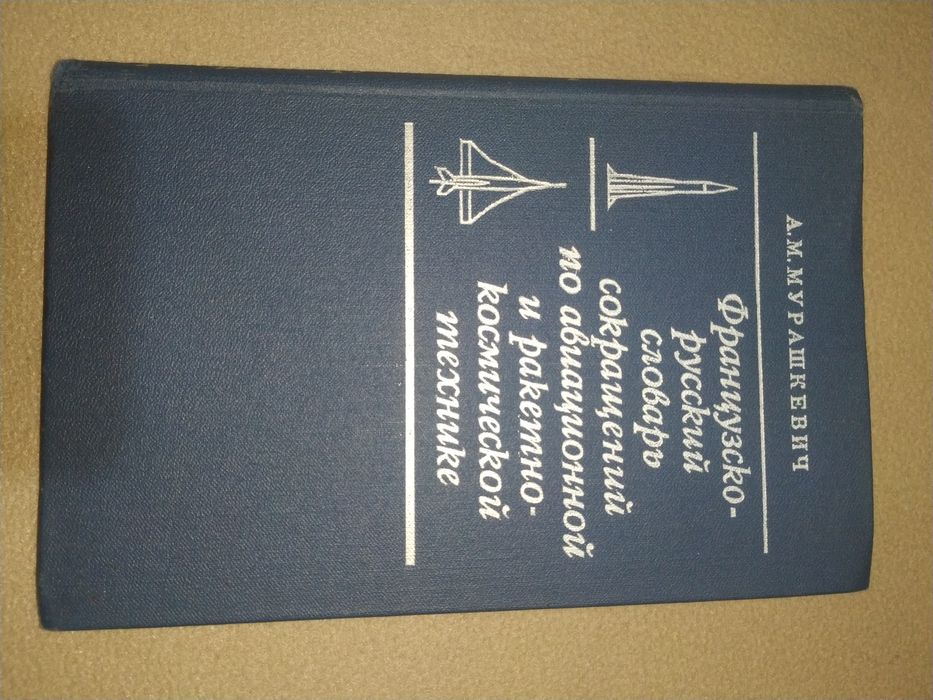 А. М. МУРАШКЕВИЧ
Французско-
русский
словарь
сокращений
по авиационной
и ракетно-
космической
технике